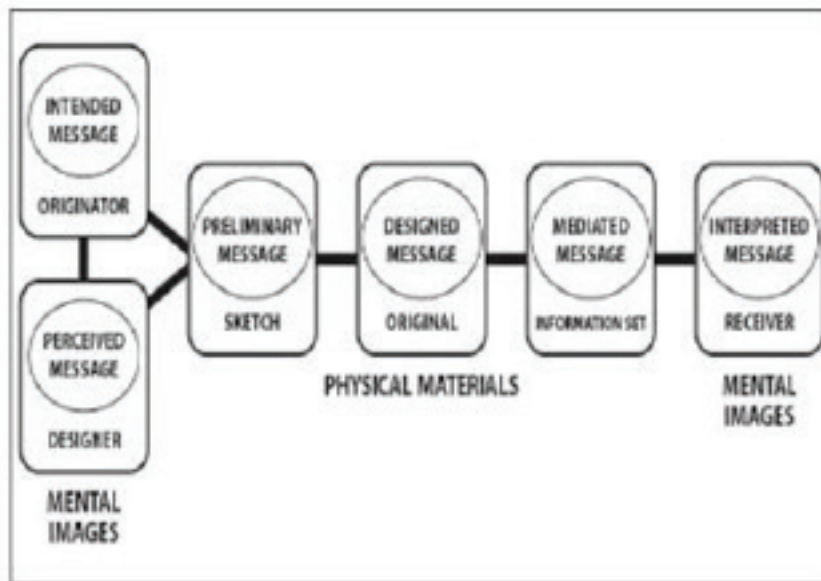 INTENDED
MESSAGE
ORIGINATOR
PERCEIVED
MESSAGE
DESIGNER
MENTAL
IMAGES
PRELIMINARY
MESSAGE
SKETCH
DESIGNED
MESSAGE
ORIGINAL
MEDIATED
MESSAGE
INFORMATION SET
PHYSICAL MATERIALS
INTERPRETED
MESSAGE
RECEIVER
MENTAL
IMAGES